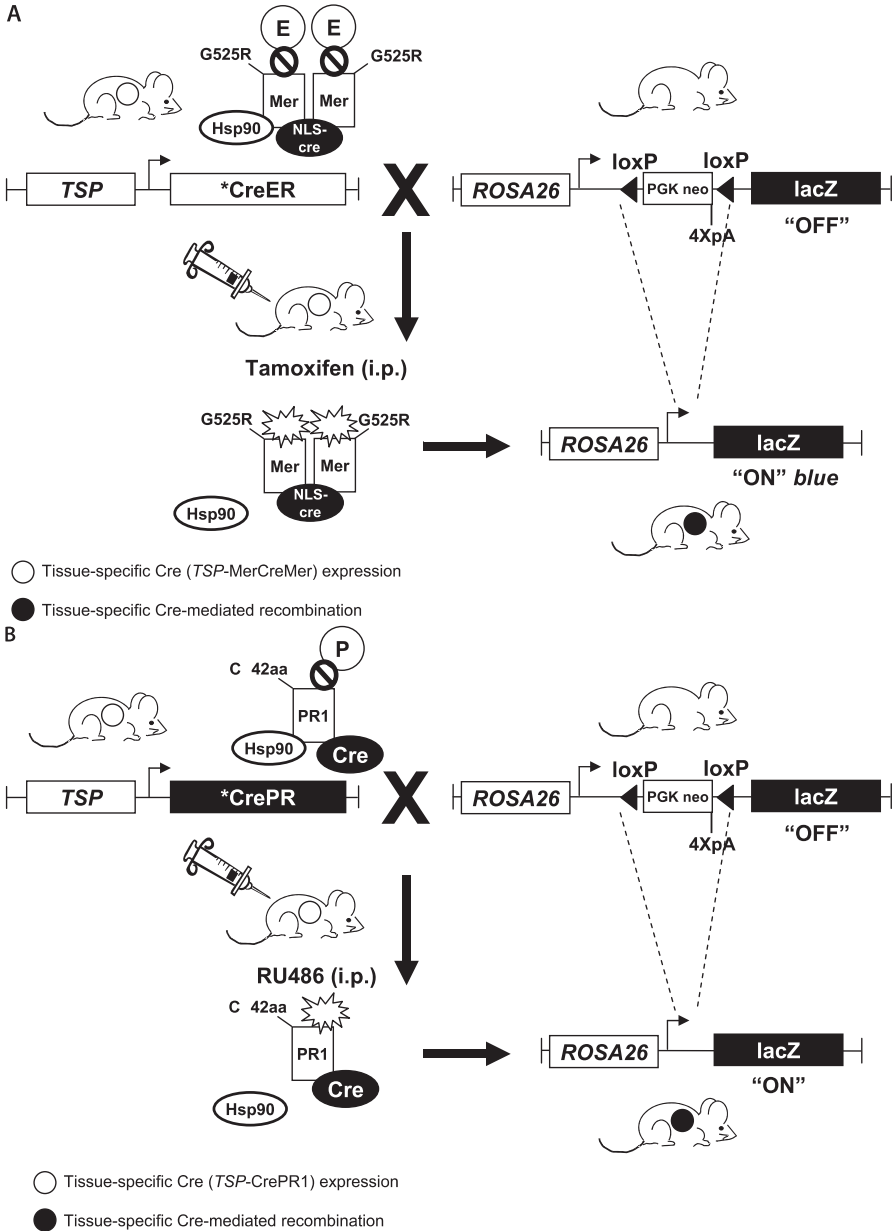 A
E E
G525R G525R
Mer Mer
Hsp90
NLS-
cre
loxP loxP
TSP *CreER X ROSA26 PGK neo lacZ
4XpA “OFF”
Tamoxifen (i.p.)
G525R G525R
Mer Mer
NLS-
cre
Hsp90
ROSA26 lacZ
“ON” blue
Tissue-specific Cre (TSP-MerCreMer) expression
Tissue-specific Cre-mediated recombination
B
P
C 42aa
PR1
Hsp90
Cre
loxP loxP
TSP *CrePR X ROSA26 PGK neo lacZ
4XpA “OFF”
RU486 (i.p.)
C 42aa
PR1
Cre
Hsp90
ROSA26 lacZ
“ON”
Tissue-specific Cre (TSP-CrePR1) expression
Tissue-specific Cre-mediated recombination